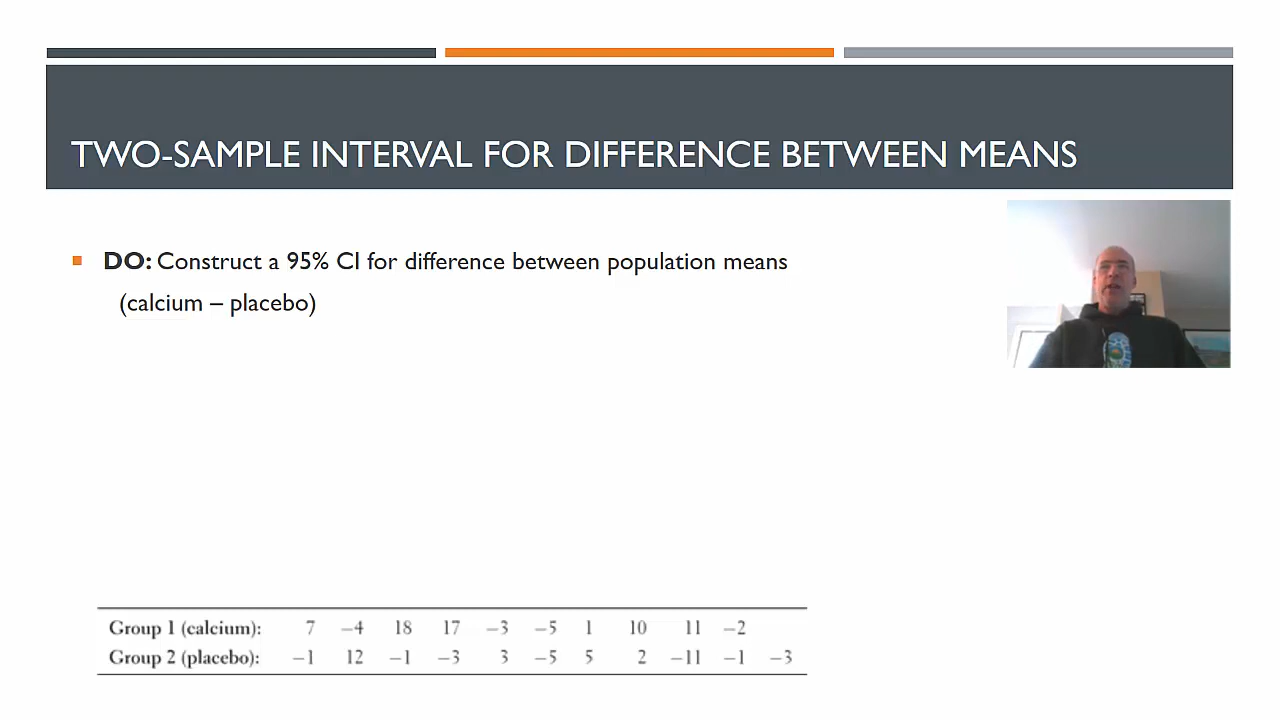 TWO-SAMPLE INTERVAL FOR DIFFERENCE BETWEEN MEANS
DO: Construct a 95% CI for difference between population means
(calcium – placebo)
Group 1 (calcium): 7 −4 18 17 −3 −5 1 10 11 −2
Group 2 (placebo): −1 12 −1 −3 3 −5 5 2 −11 −1 −3